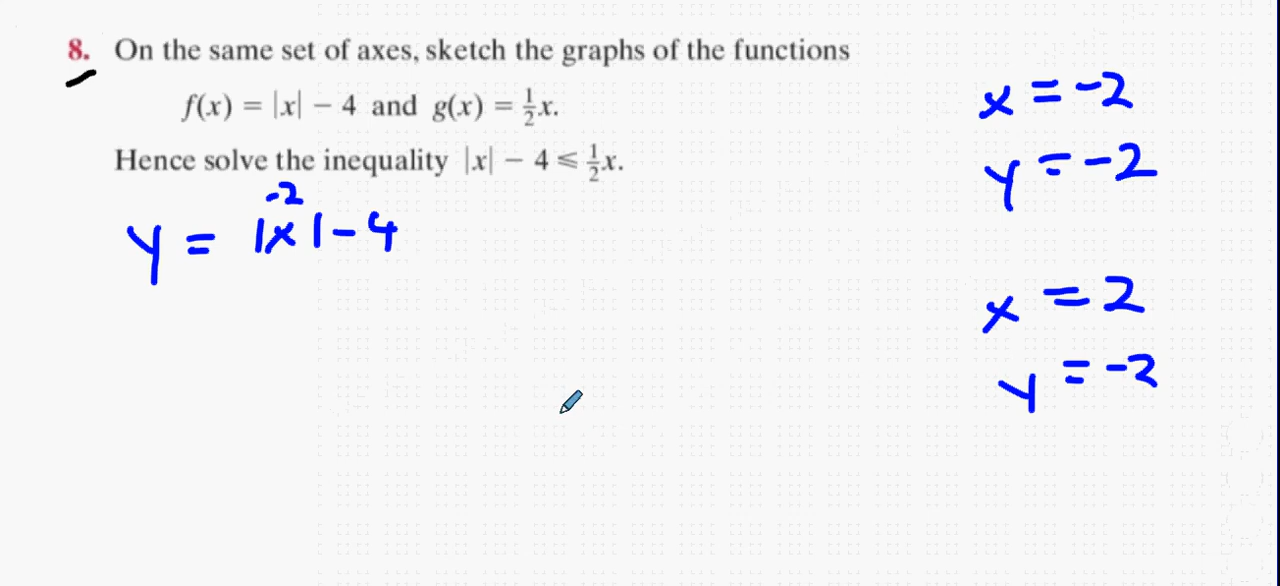 8. On the same set of axes, sketch the graphs of the functions
f(x) = |x| − 4 and g(x) = ½x.
Hence solve the inequality |x| − 4 ⩽ ½x.
-2
y = |x| - 4
x = -2
y = -2
x = 2
y = -2